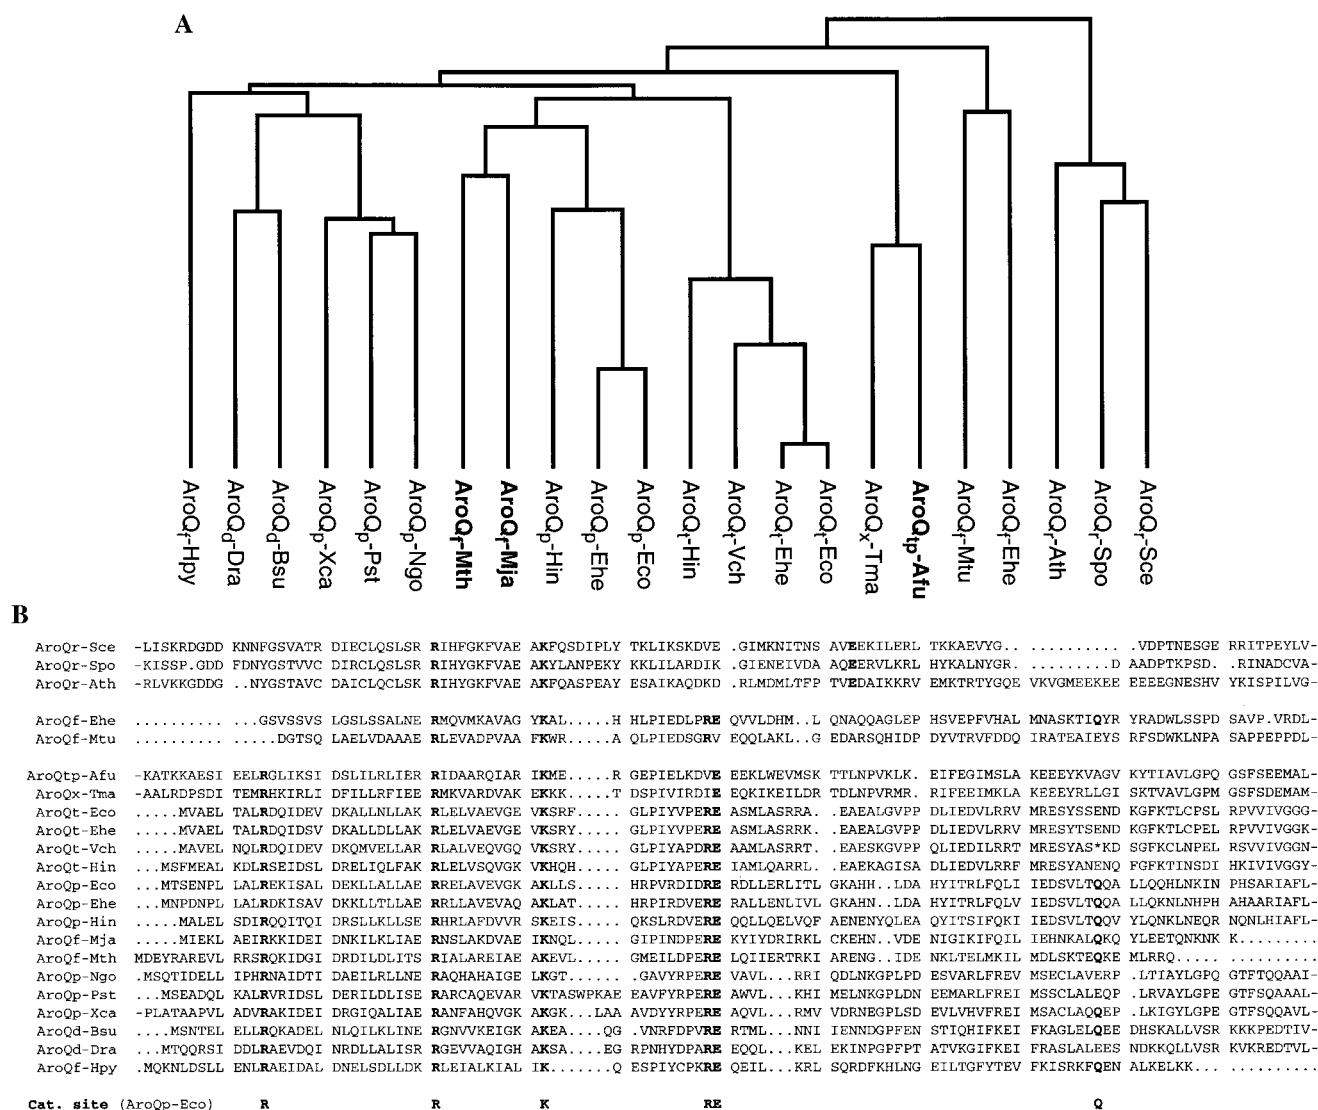 A
AroQf-Hpy
AroQd-Dra
AroQd-Bsu
AroQp-Xca
AroQp-Pst
AroQp-Ngo
AroQf-Mth
AroQf-Mja
AroQp-Hin
AroQp-Ehe
AroQp-Eco
AroQt-Hin
AroQt-Vch
AroQt-Ehe
AroQt-Eco
AroQx-Tma
AroQtp-Afu
AroQf-Mtu
AroQf-Ehe
AroQr-Ath
AroQr-Spo
AroQr-Sce
B
AroQr-Sce -LISKRDGDD KNNFGSVATR DIECLQSLSR RIHFGKFVAE AKFQSDIPLY TKLIKSKDVE .GIMKNITNS AVEEKILERL TKKAEVYG.. ........VDPTNESGE RRITPEYLV-
AroQr-Spo -KISSP.GDD FDNYGSTVVC DIRCLQSLSR RIHYGKFVAE AKYLANPEKY KKLILARDIK .GIENEIVDA AQEERVLKRL HYKALNYGR. .........D AADPTKPSD. .RINADCVA-
AroQr-Ath -RLVKKGDDG ..NYGSTAVC DAICLQCLSK RIHYGKFVAE AKFQASPEAY ESAIKAQDKD .RLMDMLTFP TVEDAIKKRV EMKTRTYGQE VKVGMEEKEE EEEEGNESHV YKISPILVG-
AroQf-Ehe .......... ....GSVSSVS LGSLSSALNE RMQVMKAVAG YKAL.....H HLPIEDLPRE QVVLDHM..L QNAQQAGLEP HSVEPFVHAL MNASKTIQYR YRADWLSSPD SAVP.VRDL-
AroQf-Mtu .......... ......DGTSQ LAELVDAAAE RLEVADPVAA FKWR.....A QLPIEDSGRV EQQLAKL..G EDARSQHIDP DYVTRVFDDQ IRATEAIEYS RFSDWKLNPA SAPPEPPDL-
AroQtp-Afu -KATKKAESI EELRGLIKSI DSLILRLIER RIDAARQIAR IKME.....R GEPIELKDVE EEKLWEVMSK TTLNPVKLK. EIFEGIMSLA KEEEYKVAGV KYTIAVLGPQ GSFSEEMAL-
AroQx-Tma -AALRDPSDI TEMRHKIRLI DFILLRFIEE RMKVARDVAK EKKK.....T DSPIVIRDIE EQKIKEILDR TDLNPVRMR. RIFEEIMKLA KEEEYRLLGI SKTVAVLGPM GSFSDEMAM-
AroQt-Eco ....MVAEL TALRDQIDEV DKALLNLLAK RLELVAEVGE VKSRF..... GLPIYVPERE ASMLASRRA. .EAEALGVPP DLIEDVLRRV MRESYSSEND KGFKTLCPSL RPVVIVGGG-
AroQt-Ehe ....MVAEL TALRDQIDSV DKALLDLLAK RLELVAEVGE VKSRY..... GLPIYVPERE ASMLASRRK. .EAEALGVPP DLIEDVLRRV MRESYTSEND KGFKTLCPEL RPVVIVGGK-
AroQt-Vch ....MAVEL NQLRDQIDEV DKQMVELLAR RLALVEQVGQ VKSRY..... GLPIYAPDRE AAMLASRRT. .EAESKGVPP QLIEDILRRT MRESYAS*KD SGFKCLNPEL RSVVIVGGN-
AroQt-Hin ...MSFMEAL KDLRSEIDSL DRELIQLFAK RLELVSQVGK VKHQH..... GLPIYAPERE IAMLQARRL. .EAEKAGISA DLIEDVLRRF MRESYANENQ FGFKTINSDI HKIVIVGGY-
AroQp-Eco ...MTSENPL LALREKISAL DEKLLALLAE RRELAVEVGK AKLLS..... HRPVRDIDRE RDLLERLITL GKAHH..LDA HYITRLFQLI IEDSVLTQQA LLQQHLNKIN PHSARIAFL-
AroQp-Ehe ...MNPDNPL LALRDKISAV DKKLLTLLAE RRLLAVEVAQ AKLAT..... HRPIRDVERE RALLENLIVL GKAHH..LDA HYITRLFQLV IEDSVLTQQA LLQKNLNHPH AHAARIAFL-
AroQp-Hin ....MALEL SDIRQQITQI DRSLLKLLSE RHRLAFDVVR SKEIS..... QKSLRDVERE QQLLQELVQF AENENYQLEA QYITSIFQKI IEDSVLTQQV YLQNKLNEQR NQNLHIAFL-
AroQf-Mja ....MIEKL AEIRKKIDEI DNKILKLIAE RNSLAKDVAE IKNQL..... GIPINDPERE KYIYDRIRKL CKEHN..VDE NIGIKIFQIL IEHNKALQKQ YLEETQNKNK K.........-
AroQf-Mth MDEYRAREVL RRSRQKIDGI DRDILDLITS RIALAREIAE AKEVL..... GMEILDPERE LQIIERTRKI ARENG..IDE NKLTELMKIL MDLSKTEQKE MLRRQ..... ..........-
AroQp-Ngo .MSQTIDELL IPHRNAIDTI DAEILRLLNE RAQHAHAIGE LKGT...... GAVYRPERE VAVL...RRI QDLNKGPLPD ESVARLFREV MSECLAVERP .LTIAYLGPQ GTFTQQAAI-
AroQp-Pst ...MSEADQL KALRVRIDSL DERILDLISE RARCAQEVAR VKTASWPKAE EAVFYRPERE AWVL...KHI MELNKGPLDN EEMARLFREI MSSCLALEQP .LRVAYLGPE GTFSQAAAL-
AroQp-Xca -PLATAAPVL ADVRAKIDEI DRQIQALIAE RANFAHQVGK AKGK....LA AAVDYYRPERE AQVL...RMV VDRNEGPLSD EVLVHVFREI MSACLAQQEP .LKIGYLGPE GTFSQQAVL-
AroQd-Bsu ....MSNTEL ELLRQKADEL NLQILKLINE RGNVVKEIGK AKEA....QG .VNRFDPVRE RTML...NNI IENNDGPFEN STIQHIFKEI FKAGLELQEE DHSKALLVSR KKKPEDTIV-
AroQd-Dra ...MTQQRSI DDLRAEVDQI NRDLLALISR RGEVVAQIGH AKSA....EG RPNHYDPARE EQQL...KEL EKINPGPFPT ATVKGIFKEI FRASLALEES NDKKQLLVSR KVKREDTVL-
AroQf-Hpy .MQKNLDSLL ENLRAEIDAL DNELSDLLDK RLEIALKIAL IK.......Q ESPIYCPKRE QEIL...KRL SQRDFKHLNG EILTGFYTEV FKISRKFQEN ALKELKK... ..........
Cat. site (AroQp-Eco) R R K RE Q